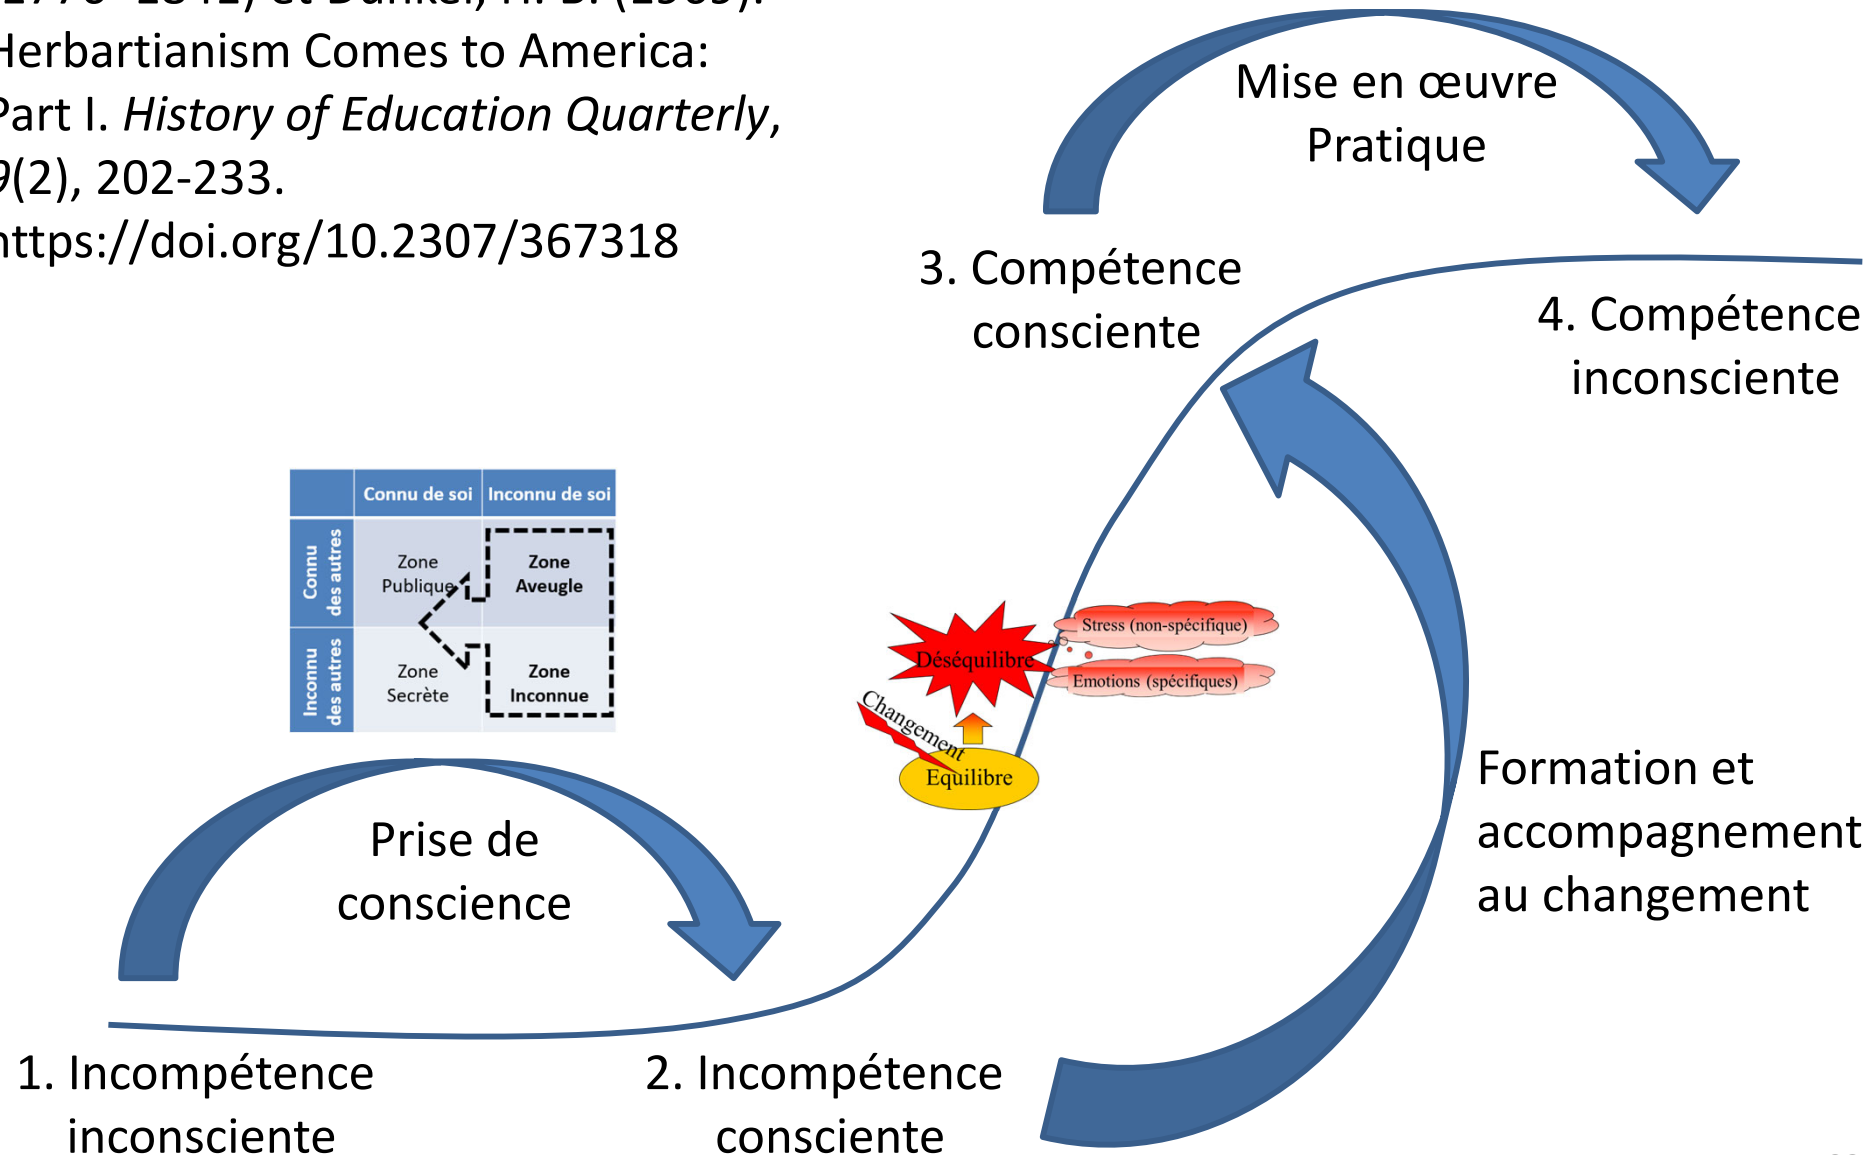 Herbartianism Comes to America:
Part I. History of Education Quarterly,
9(2), 202-233.
https://doi.org/10.2307/367318
Mise en œuvre
Pratique
3. Compétence
consciente
4. Compétence
inconsciente
Connu de soi
Inconnu de soi
Connu
des autres
Zone
Publique
Zone
Aveugle
Inconnu
des autres
Zone
Secrète
Zone
Inconnue
Déséquilibre
Stress (non-spécifique)
Emotions (spécifiques)
Changement
Equilibre
Prise de
conscience
Formation et
accompagnement
au changement
1. Incompétence
inconsciente
2. Incompétence
consciente